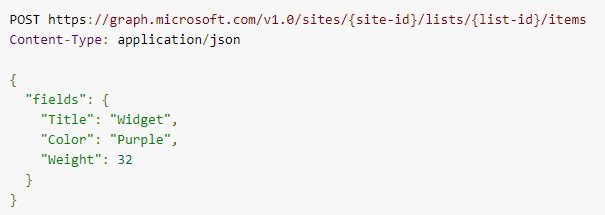 POST https://graph.microsoft.com/v1.0/sites/{site-id}/lists/{list-id}/items
Content-Type: application/json

{
  "fields": {
    "Title": "Widget",
    "Color": "Purple",
    "Weight": 32
  }
}